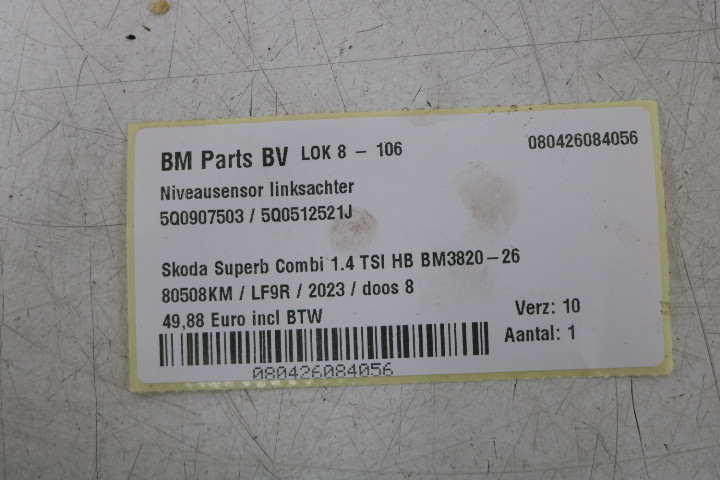 BM Parts BV LOK 8 - 106 080426084056
Niveausensor linksachter
5Q0907503 / 5Q0512521J
Skoda Superb Combi 1.4 TSI HB BM3820-26
80508KM / LF9R / 2023 / doos 8
49,88 Euro incl BTW
Verz: 10
Aantal: 1
080426084056